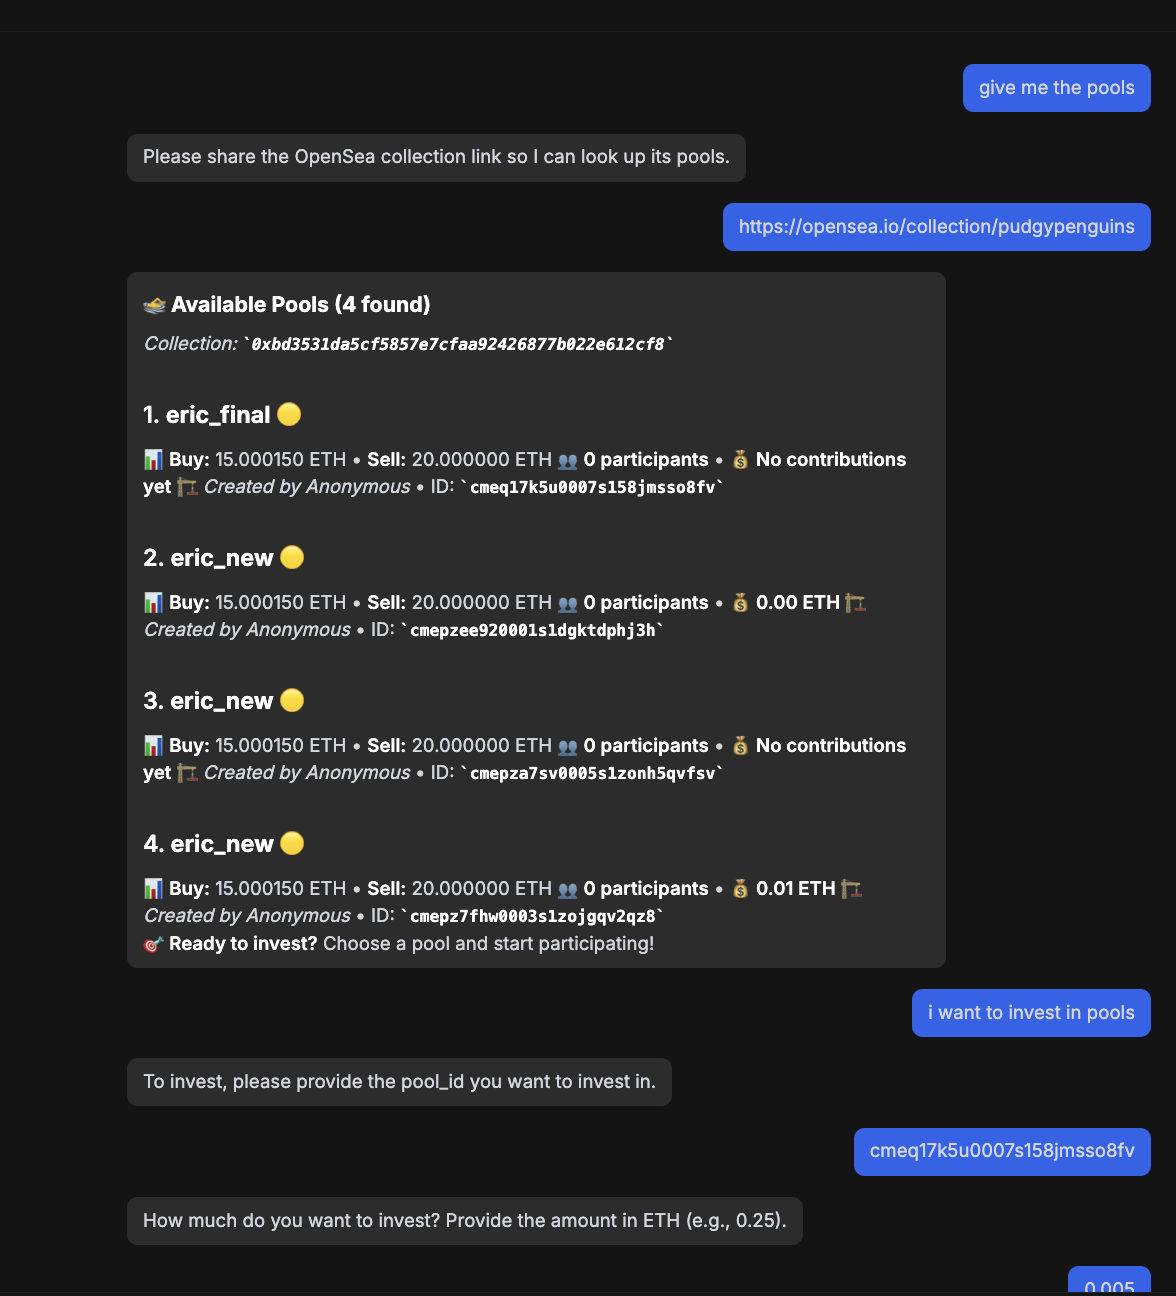 give me the pools
Please share the OpenSea collection link so I can look up its pools.
https://opensea.io/collection/pudgypenguins
🚤 Available Pools (4 found)
Collection: `0xbd3531da5cf5857e7cfaa92426877b022e612cf8`
1. eric_final 🟡
📊 Buy: 15.000150 ETH • Sell: 20.000000 ETH 👥 0 participants • 💰 No contributions
yet 🏗️ Created by Anonymous • ID: `cmeq17k5u0007s158jmsso8fv`
2. eric_new 🟡
📊 Buy: 15.000150 ETH • Sell: 20.000000 ETH 👥 0 participants • 💰 0.00 ETH 🏗️
Created by Anonymous • ID: `cmepzee920001s1dgktdphj3h`
3. eric_new 🟡
📊 Buy: 15.000150 ETH • Sell: 20.000000 ETH 👥 0 participants • 💰 No contributions
yet 🏗️ Created by Anonymous • ID: `cmepza7sv0005s1zonh5qvfsv`
4. eric_new 🟡
📊 Buy: 15.000150 ETH • Sell: 20.000000 ETH 👥 0 participants • 💰 0.01 ETH 🏗️
Created by Anonymous • ID: `cmepz7fhw0003s1zojgqv2qz8`
🎯 Ready to invest? Choose a pool and start participating!
i want to invest in pools
To invest, please provide the pool_id you want to invest in.
cmeq17k5u0007s158jmsso8fv
How much do you want to invest? Provide the amount in ETH (e.g., 0.25).
0.005